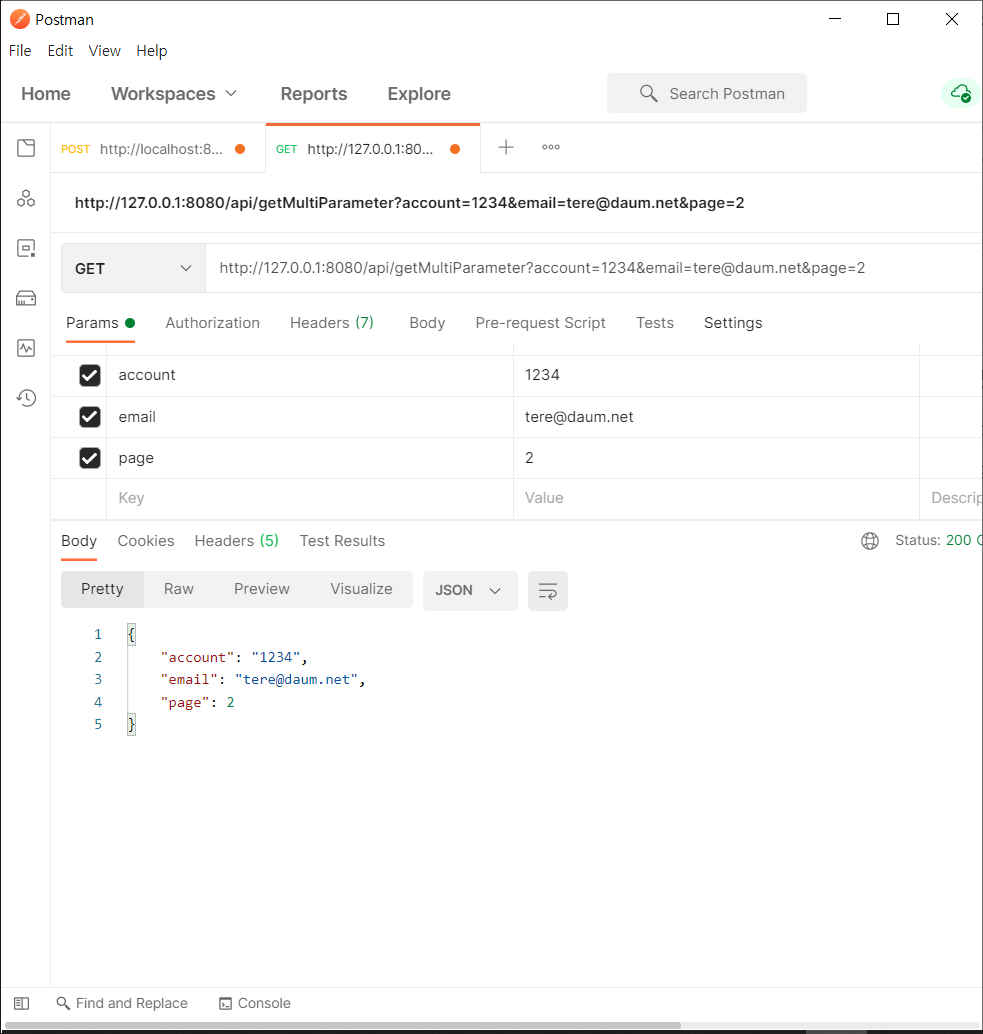 Postman
File Edit View Help
Home Workspaces Reports Explore Search Postman
POST http://localhost:8... GET http://127.0.0.1:80...
http://127.0.0.1:8080/api/getMultiParameter?account=1234&email=tere@daum.net&page=2
GET http://127.0.0.1:8080/api/getMultiParameter?account=1234&email=tere@daum.net&page=2
Params Authorization Headers (7) Body Pre-request Script Tests Settings
account 1234
email tere@daum.net
page 2
Key Value Descrip
Body Cookies Headers (5) Test Results Status: 200
Pretty Raw Preview Visualize JSON
1 {
2 "account": "1234",
3 "email": "tere@daum.net",
4 "page": 2
5 }
Find and Replace Console